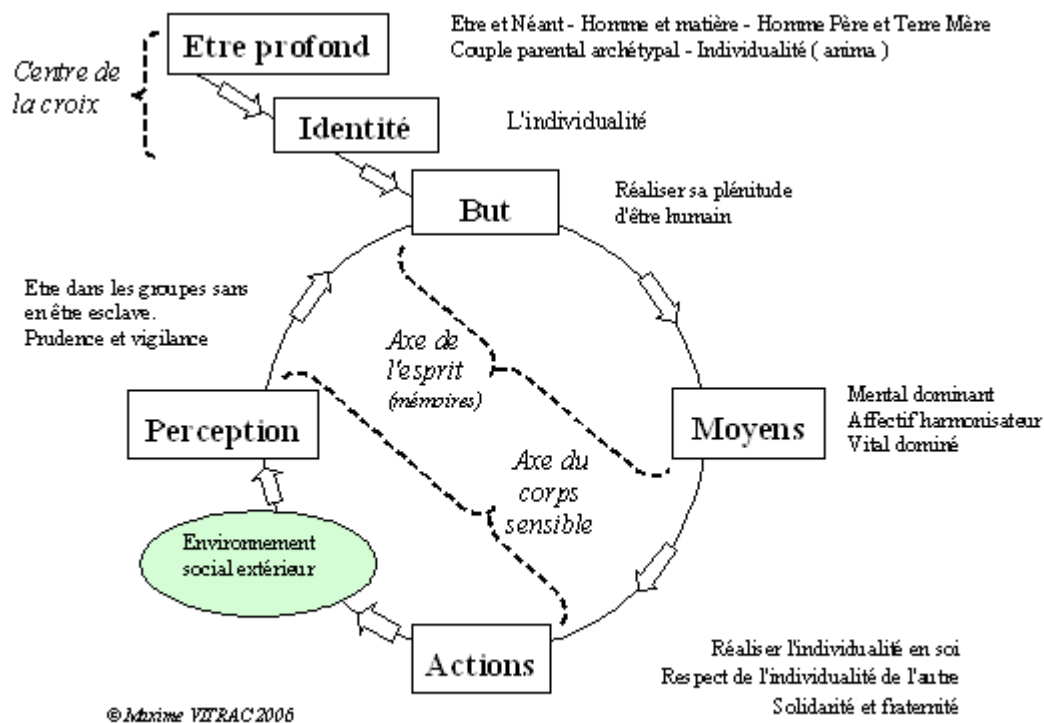 Etre profond
Etre et Néant - Homme et matière - Homme Père et Terre Mère
Couple parental archétypal - Individualité ( anima )
Centre de
la croix
Identité
L'individualité
But
Réaliser sa plénitude
d'être humain
Etre dans les groupes sans
en être esclave.
Prudence et vigilance
Axe de
l'esprit
(mémoires)
Perception
Moyens
Mental dominant
Affectif harmonisateur
Vital dominé
Axe du
corps
sensible
Environnement
social extérieur
Actions
Réaliser l'individualité en soi
Respect de l'individualité de l'autre
Solidarité et fraternité
© Maxime VITRAC 2006